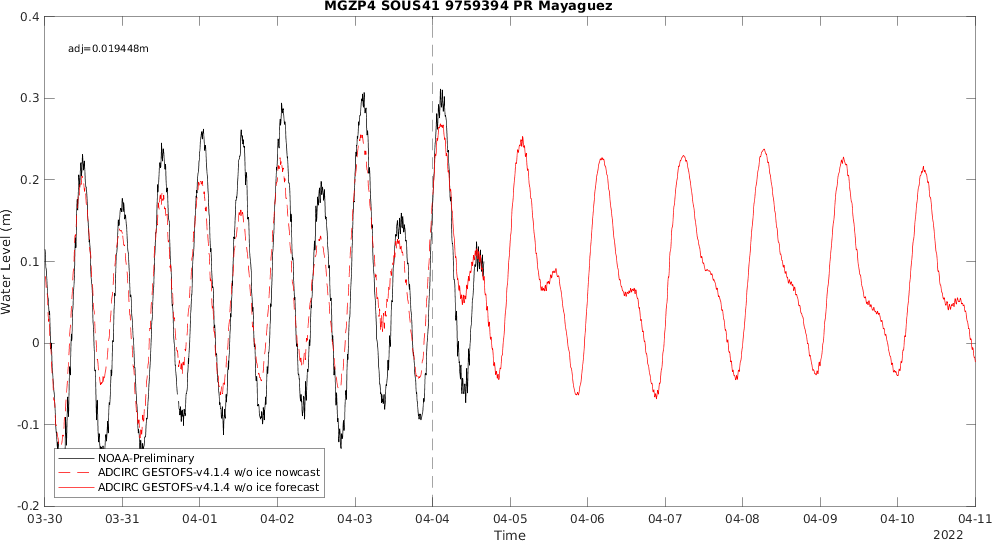 MGZP4 SOUS41 9759394 PR Mayaguez
adj=0.019448m
0.4
0.3
0.2
0.1
0
-0.1
-0.2
Water Level (m)
NOAA-Preliminary
ADCIRC GESTOFS-v4.1.4 w/o ice nowcast
ADCIRC GESTOFS-v4.1.4 w/o ice forecast
03-30 03-31 04-01 04-02 04-03 04-04 04-05 04-06 04-07 04-08 04-09 04-10 04-11
Time
2022